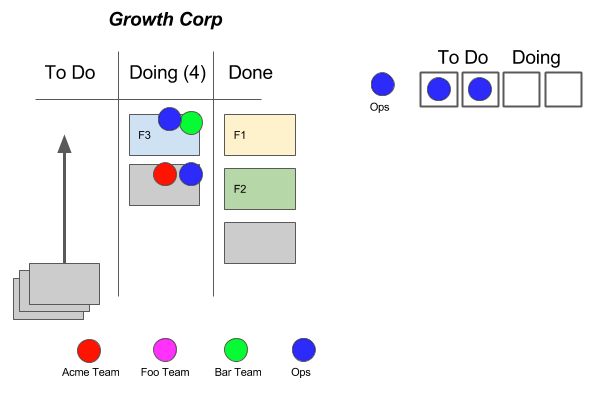 Growth Corp
To Do Doing (4) Done
F3
F1
F2
To Do Doing
Ops
Acme Team Foo Team Bar Team Ops